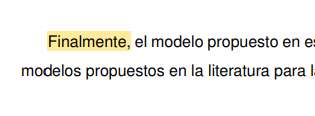 Finalmente, el modelo propuesto en es
modelos propuestos en la literatura para l